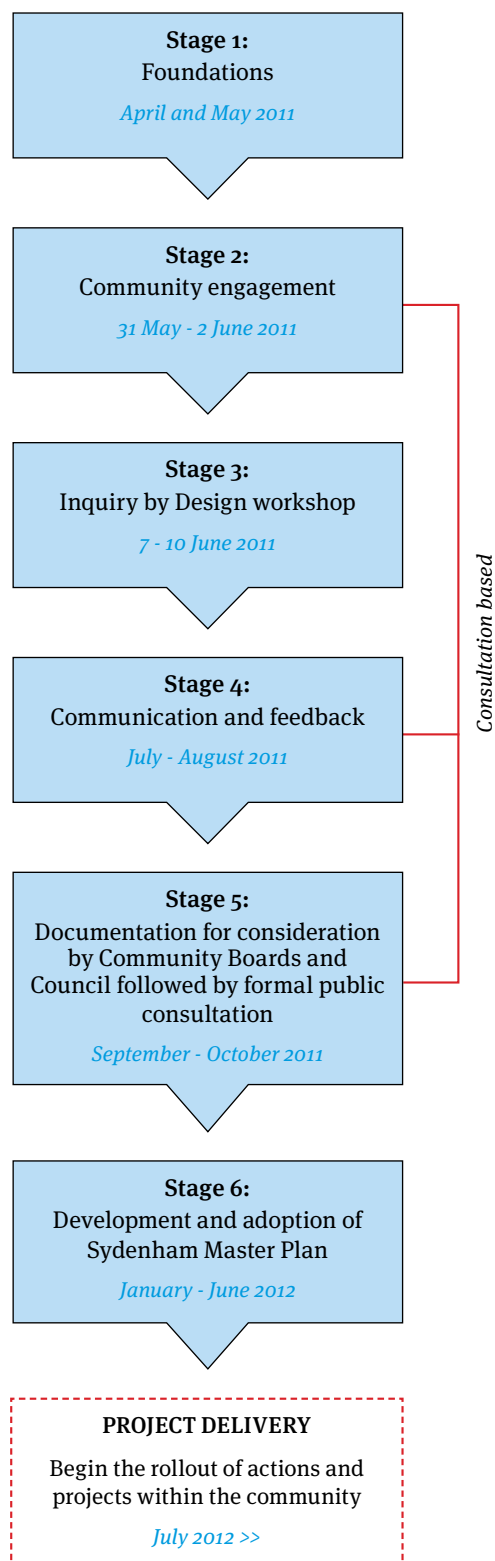 Stage 1:
Foundations
April and May 2011
Stage 2:
Community engagement
31 May - 2 June 2011
Stage 3:
Inquiry by Design workshop
7 - 10 June 2011
Stage 4:
Communication and feedback
July - August 2011
Stage 5:
Documentation for consideration
by Community Boards and
Council followed by formal public
consultation
September - October 2011
Stage 6:
Development and adoption of
Sydenham Master Plan
January - June 2012
PROJECT DELIVERY
Begin the rollout of actions and
projects within the community
July 2012 >>
Consultation based